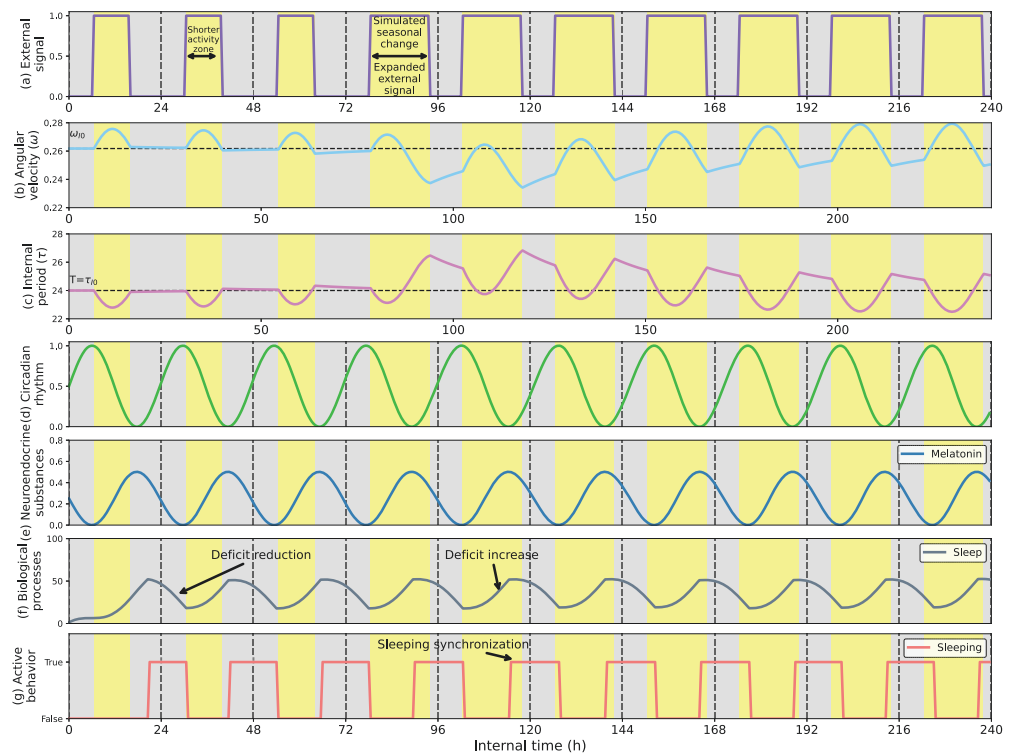 (a) External
signal
1.0
0.5
0.0
Shorter
activity
zone
Simulated
seasonal
change
Expanded
external
signal
0 24 48 72 96 120 144 168 192 216 240
(b) Angular
velocity (ω)
0,28
0.26
0.22
ω_{I0}
0 50 100 150 200
(c) Internal
period (τ)
28
26
24
22
T=τ_{I0}
0 50 100 150 200
(d) Circadian
rhythm
1,0
0,5
0.0
(e) Neuroendocrine
substances
0.8
0.6
0.4
0.2
0.0
Melatonin
(f) Biological
processes
100
50
0
Deficit reduction
Deficit increase
Sleep
(g) Active
behavior
True
False
Sleeping synchronization
Sleeping
0 24 48 72 96 120 144 168 192 216 240
Internal time (h)